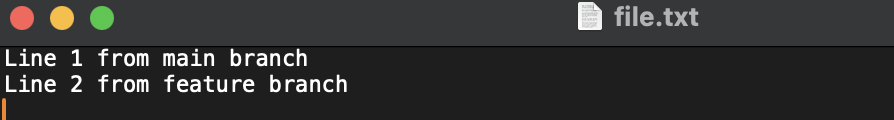 file.txt
Line 1 from main branch
Line 2 from feature branch